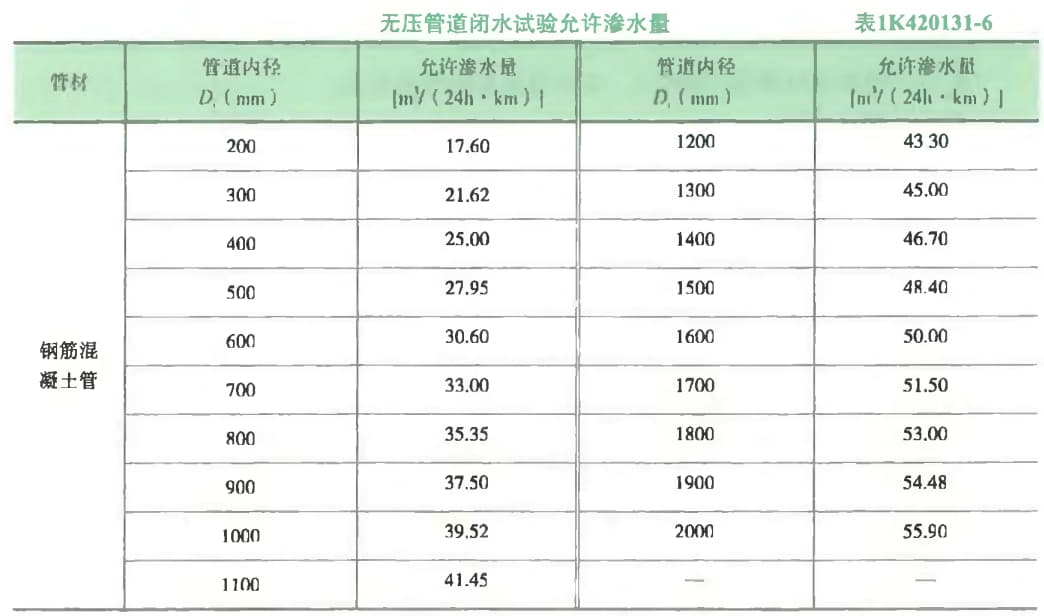 无压管道闭水试验允许渗水量 表1K420131-6
管材 管道内径 允许渗水量 管道内径 允许渗水量
Di（mm） [m³/（24h·km）] Di（mm） [m³/（24h·km）]
200 17.60 1200 43.30
300 21.62 1300 45.00
400 25.00 1400 46.70
500 27.95 1500 48.40
600 30.60 1600 50.00
钢筋混
凝土管
700 33.00 1700 51.50
800 35.35 1800 53.00
900 37.50 1900 54.48
1000 39.52 2000 55.90
1100 41.45 — —